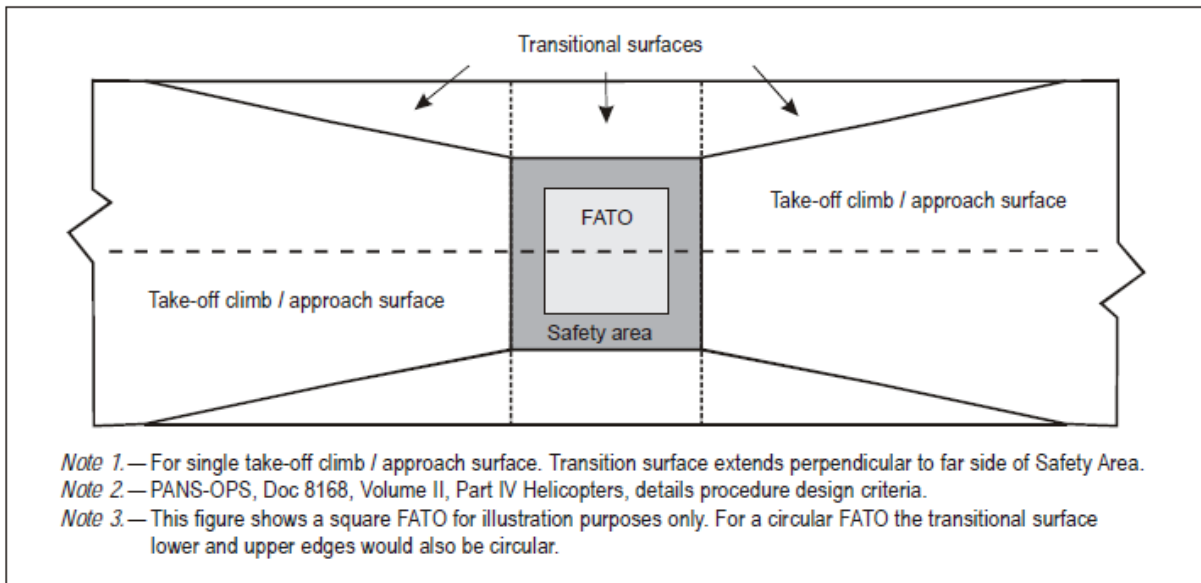 Transitional surfaces
Take-off climb / approach surface
FATO
Take-off climb / approach surface
Safety area
Note 1.— For single take-off climb / approach surface. Transition surface extends perpendicular to far side of Safety Area.
Note 2.— PANS-OPS, Doc 8168, Volume II, Part IV Helicopters, details procedure design criteria.
Note 3.— This figure shows a square FATO for illustration purposes only. For a circular FATO the transitional surface
lower and upper edges would also be circular.